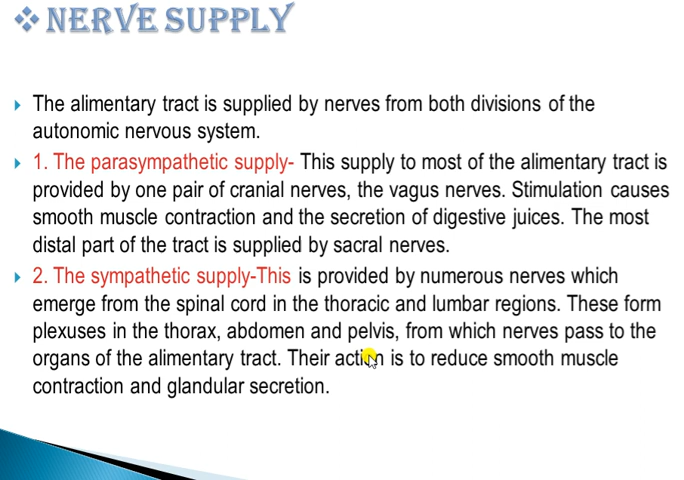 NERVE SUPPLY
The alimentary tract is supplied by nerves from both divisions of the
autonomic nervous system.
1. The parasympathetic supply- This supply to most of the alimentary tract is
provided by one pair of cranial nerves, the vagus nerves. Stimulation causes
smooth muscle contraction and the secretion of digestive juices. The most
distal part of the tract is supplied by sacral nerves.
2. The sympathetic supply-This is provided by numerous nerves which
emerge from the spinal cord in the thoracic and lumbar regions. These form
plexuses in the thorax, abdomen and pelvis, from which nerves pass to the
organs of the alimentary tract. Their action is to reduce smooth muscle
contraction and glandular secretion.